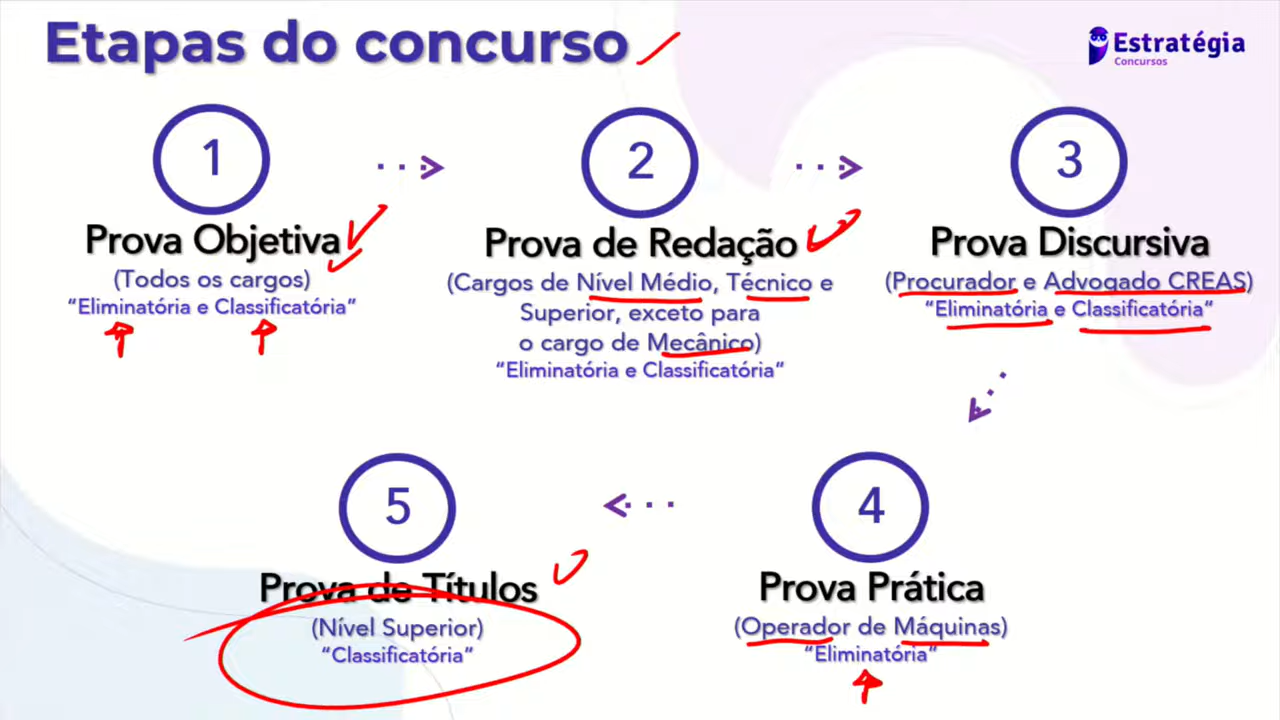 Etapas do concurso
Estratégia
Concursos
1
Prova Objetiva
(Todos os cargos)
“Eliminatória e Classificatória”
2
Prova de Redação
(Cargos de Nível Médio, Técnico e
Superior, exceto para
o cargo de Mecânico)
“Eliminatória e Classificatória”
3
Prova Discursiva
(Procurador e Advogado CREAS)
“Eliminatória e Classificatória”
5
Prova de Títulos
(Nível Superior)
“Classificatória”
4
Prova Prática
(Operador de Máquinas)
“Eliminatória”